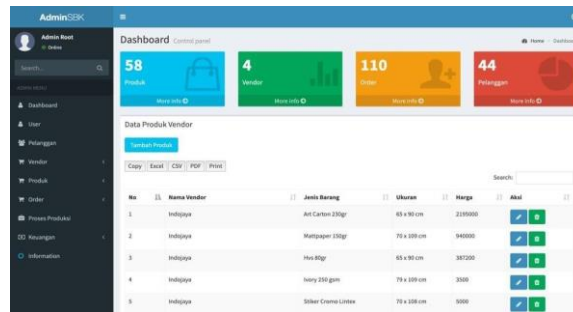 AdminSBK
Admin Root
Online
Search...
ADMIN MENU
Dashboard
User
Pelanggan
Vendor
Produk
Order
Proses Produksi
Keuangan
Information
Dashboard Control panel
Home
58
Produk
More info
4
Vendor
More info
110
Order
More info
44
Pelanggan
More info
Data Produk Vendor
Tambah Produk
Copy Excel CSV PDF Print
Search:
No Nama Vendor Jenis Barang Ukuran Harga Aksi
1 Indojaya Art Carton 230gr 65 x 90 cm 2195000
2 Indojaya Mattpaper 150gr 70 x 109 cm 940000
3 Indojaya Hvs 80gr 65 x 90 cm 387200
4 Indojaya Ivory 250 gsm 79 x 109 cm 3500
5 Indojaya Stiker Cromo Lintex 70 x 108 cm 5000